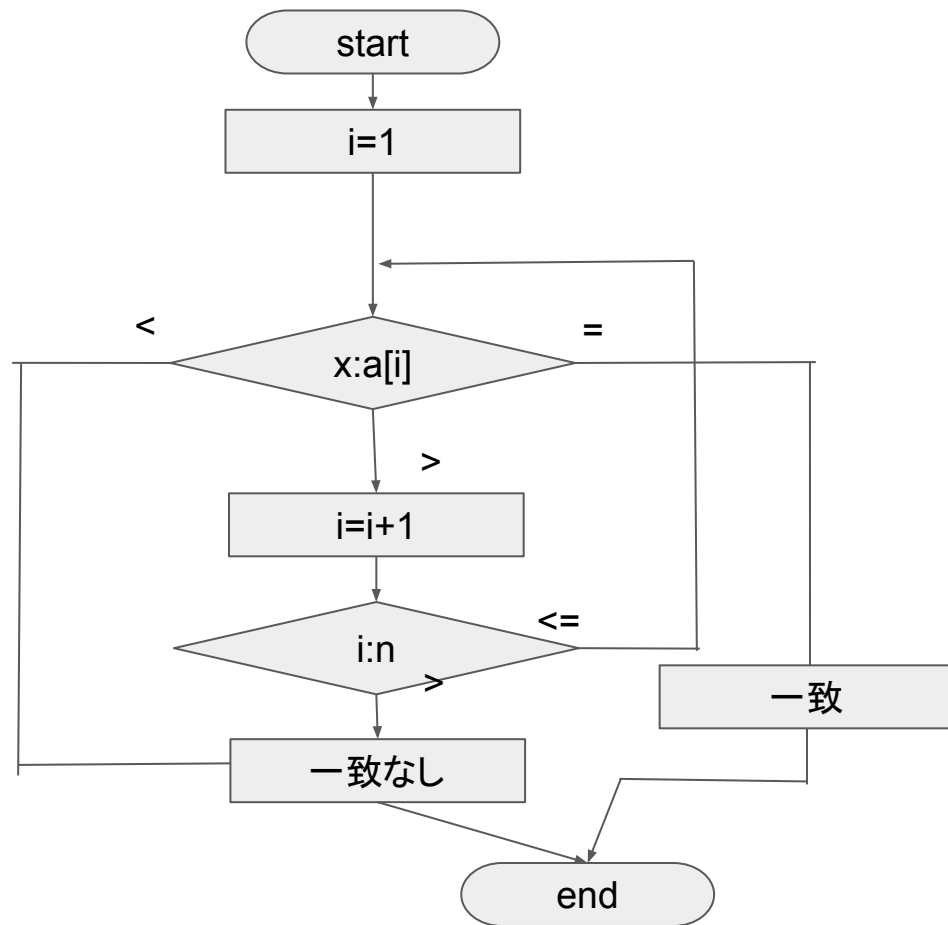 start
i=1
<
=
x:a[i]
>
i=i+1
<=
i:n
>
一致
一致なし
end